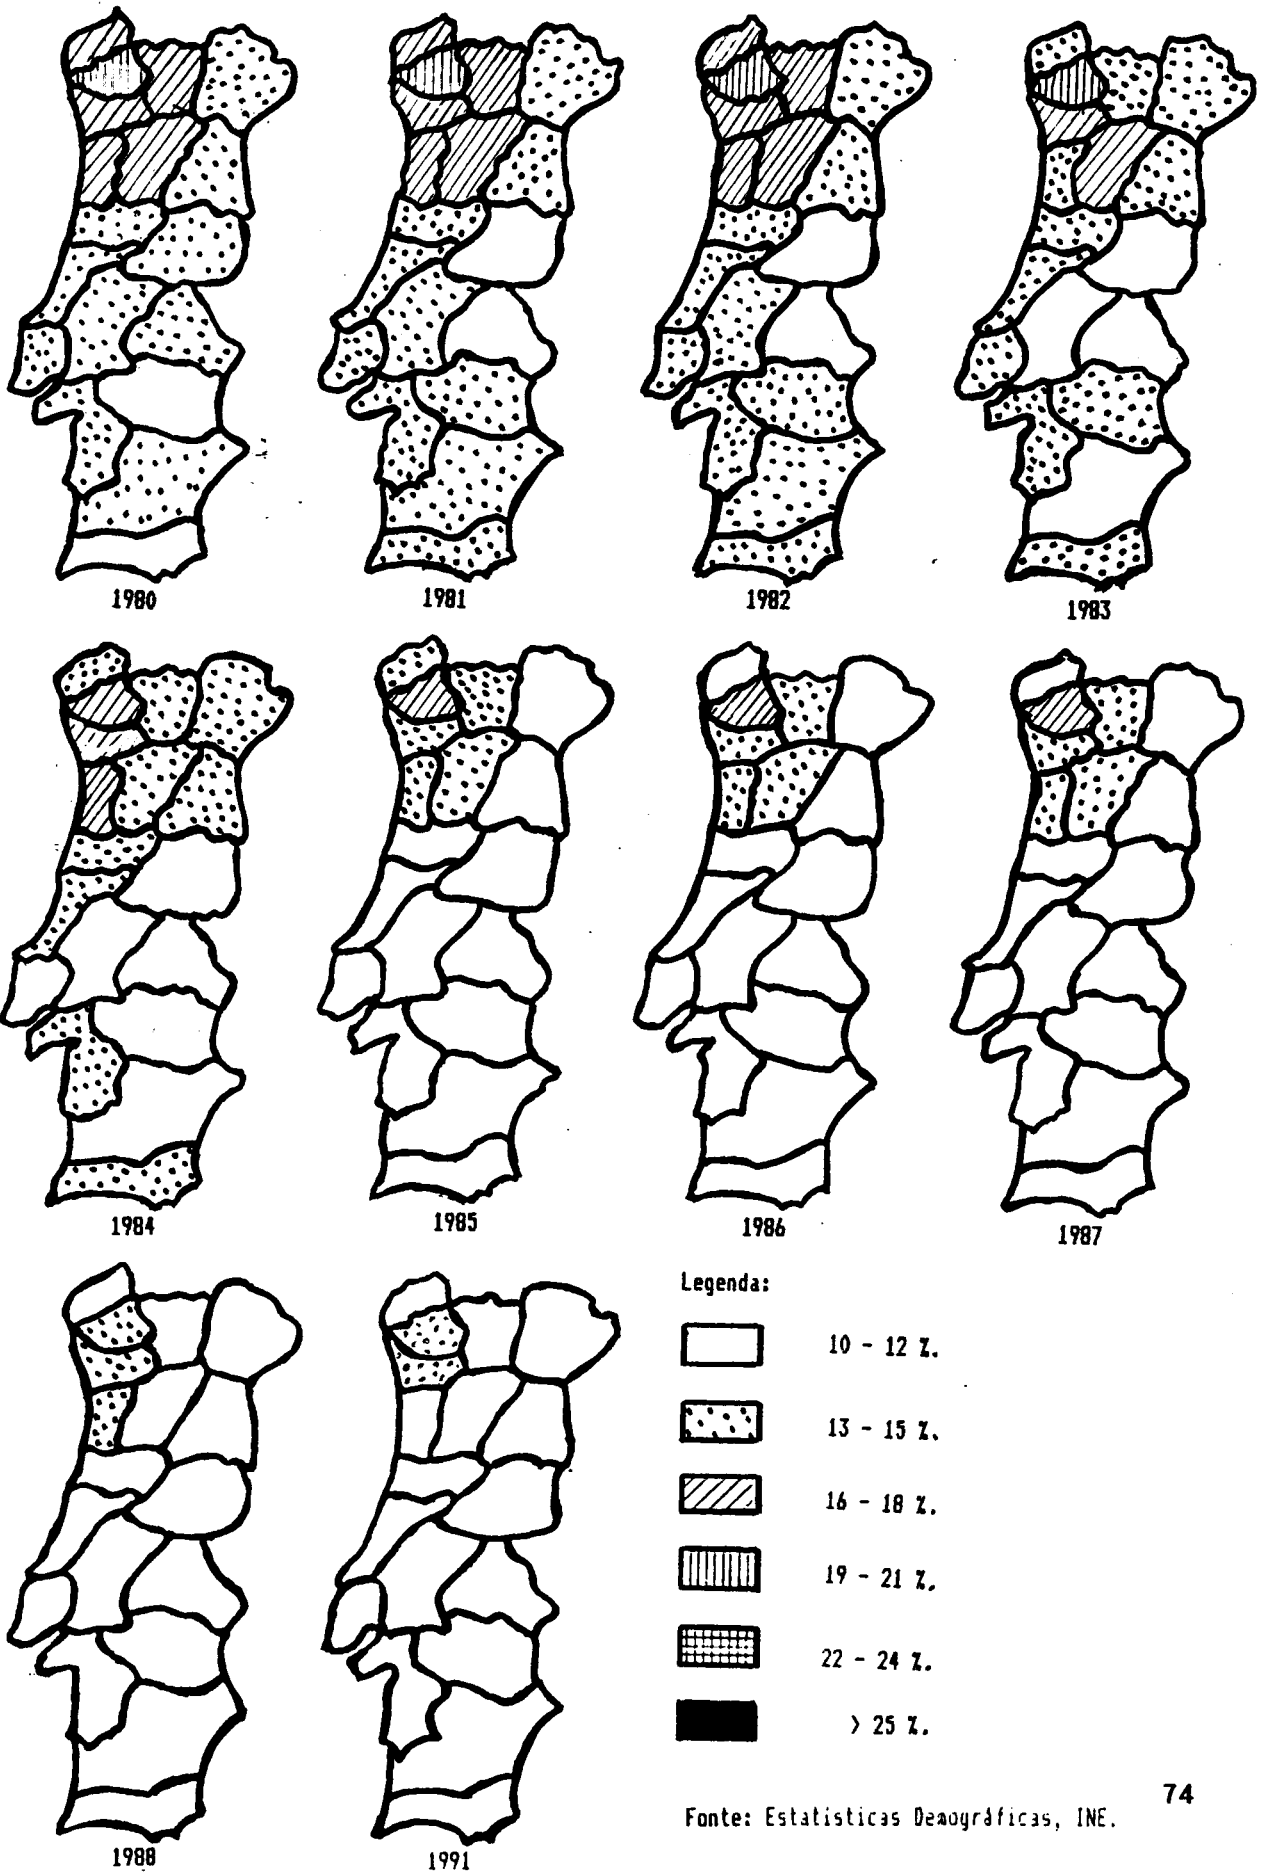 1980
1981
1982
1983
1984
1985
1986
1987
1988
1991
Legenda:
10 - 12 %.
13 - 15 %.
16 - 18 %.
19 - 21 %.
22 - 24 %.
> 25 %.
74
Fonte: Estatísticas Demográficas, INE.